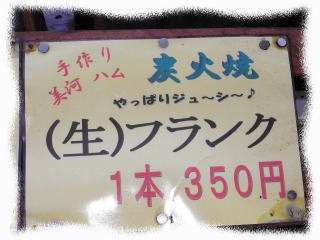 手作り
美河 ハム
炭火焼
やっぱりジュ～シ～♪
(生)フランク
1本 350円